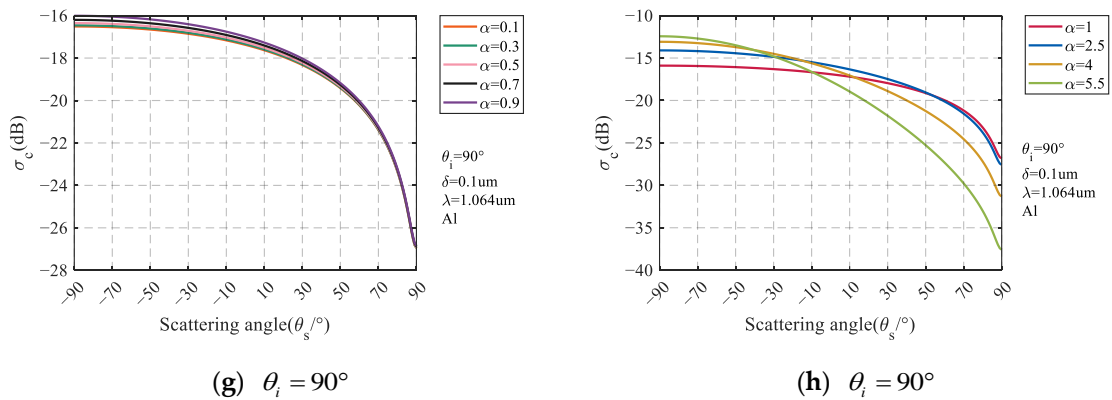 −16
−18
−20
−22
−24
−26
−28
σc(dB)
−90 −70 −50 −30 −10 10 30 50 70 90
Scattering angle(θs/°)
α=0.1
α=0.3
α=0.5
α=0.7
α=0.9
θi=90°
δ=0.1um
λ=1.064um
Al
(g) θi = 90°
−10
−15
−20
−25
−30
−35
−40
σc(dB)
−90 −70 −50 −30 −10 10 30 50 70 90
Scattering angle(θs/°)
α=1
α=2.5
α=4
α=5.5
θi=90°
δ=0.1um
λ=1.064um
Al
(h) θi = 90°